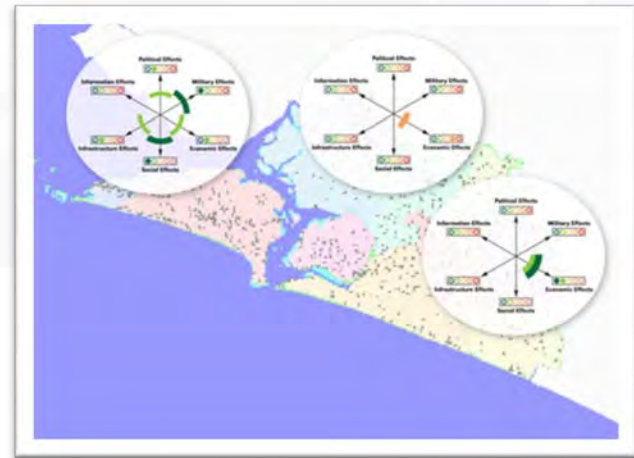 Political Effects
Information Effects
Military Effects
Infrastructure Effects
Economic Effects
Social Effects
Political Effects
Information Effects
Military Effects
Infrastructure Effects
Economic Effects
Social Effects
Political Effects
Information Effects
Military Effects
Infrastructure Effects
Economic Effects
Social Effects